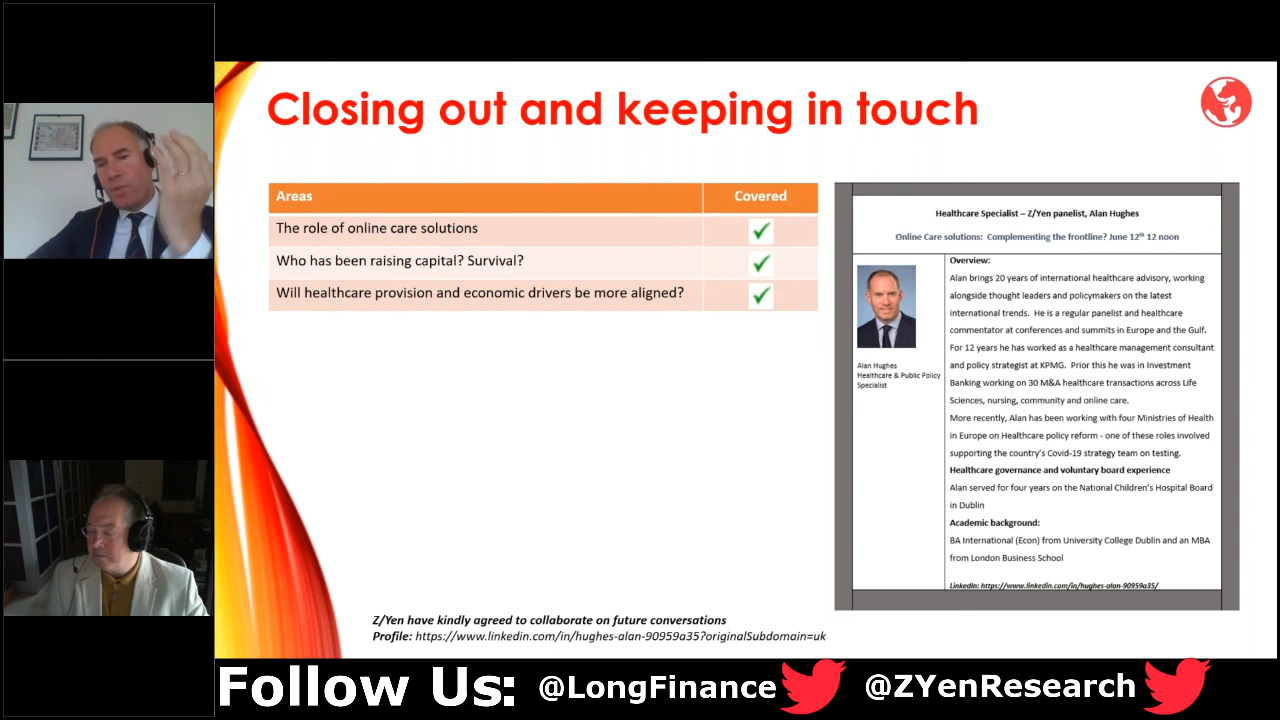 Closing out and keeping in touch
Areas Covered
The role of online care solutions
Who has been raising capital? Survival?
Will healthcare provision and economic drivers be more aligned?
Healthcare Specialist – Z/Yen panelist, Alan Hughes
Online Care solutions: Complementing the frontline? June 12th 12 noon
Alan Hughes
Healthcare & Public Policy
Specialist
Overview:
Alan brings 20 years of international healthcare advisory, working
alongside thought leaders and policymakers on the latest
international trends. He is a regular panelist and healthcare
commentator at conferences and summits in Europe and the Gulf.
For 12 years he has worked as a healthcare management consultant
and policy strategist at KPMG. Prior this he was in Investment
Banking working on 30 M&A healthcare transactions across Life
Sciences, nursing, community and online care.
More recently, Alan has been working with four Ministries of Health
in Europe on Healthcare policy reform - one of these roles involved
supporting the country's Covid-19 strategy team on testing.
Healthcare governance and voluntary board experience
Alan served for four years on the National Children's Hospital Board
in Dublin
Academic background:
BA International (Econ) from University College Dublin and an MBA
from London Business School
LinkedIn: https://www.linkedin.com/in/hughes-alan-90959a35/
Z/Yen have kindly agreed to collaborate on future conversations
Profile: https://www.linkedin.com/in/hughes-alan-90959a35?originalSubdomain=uk
Follow Us: @LongFinance @ZYenResearch